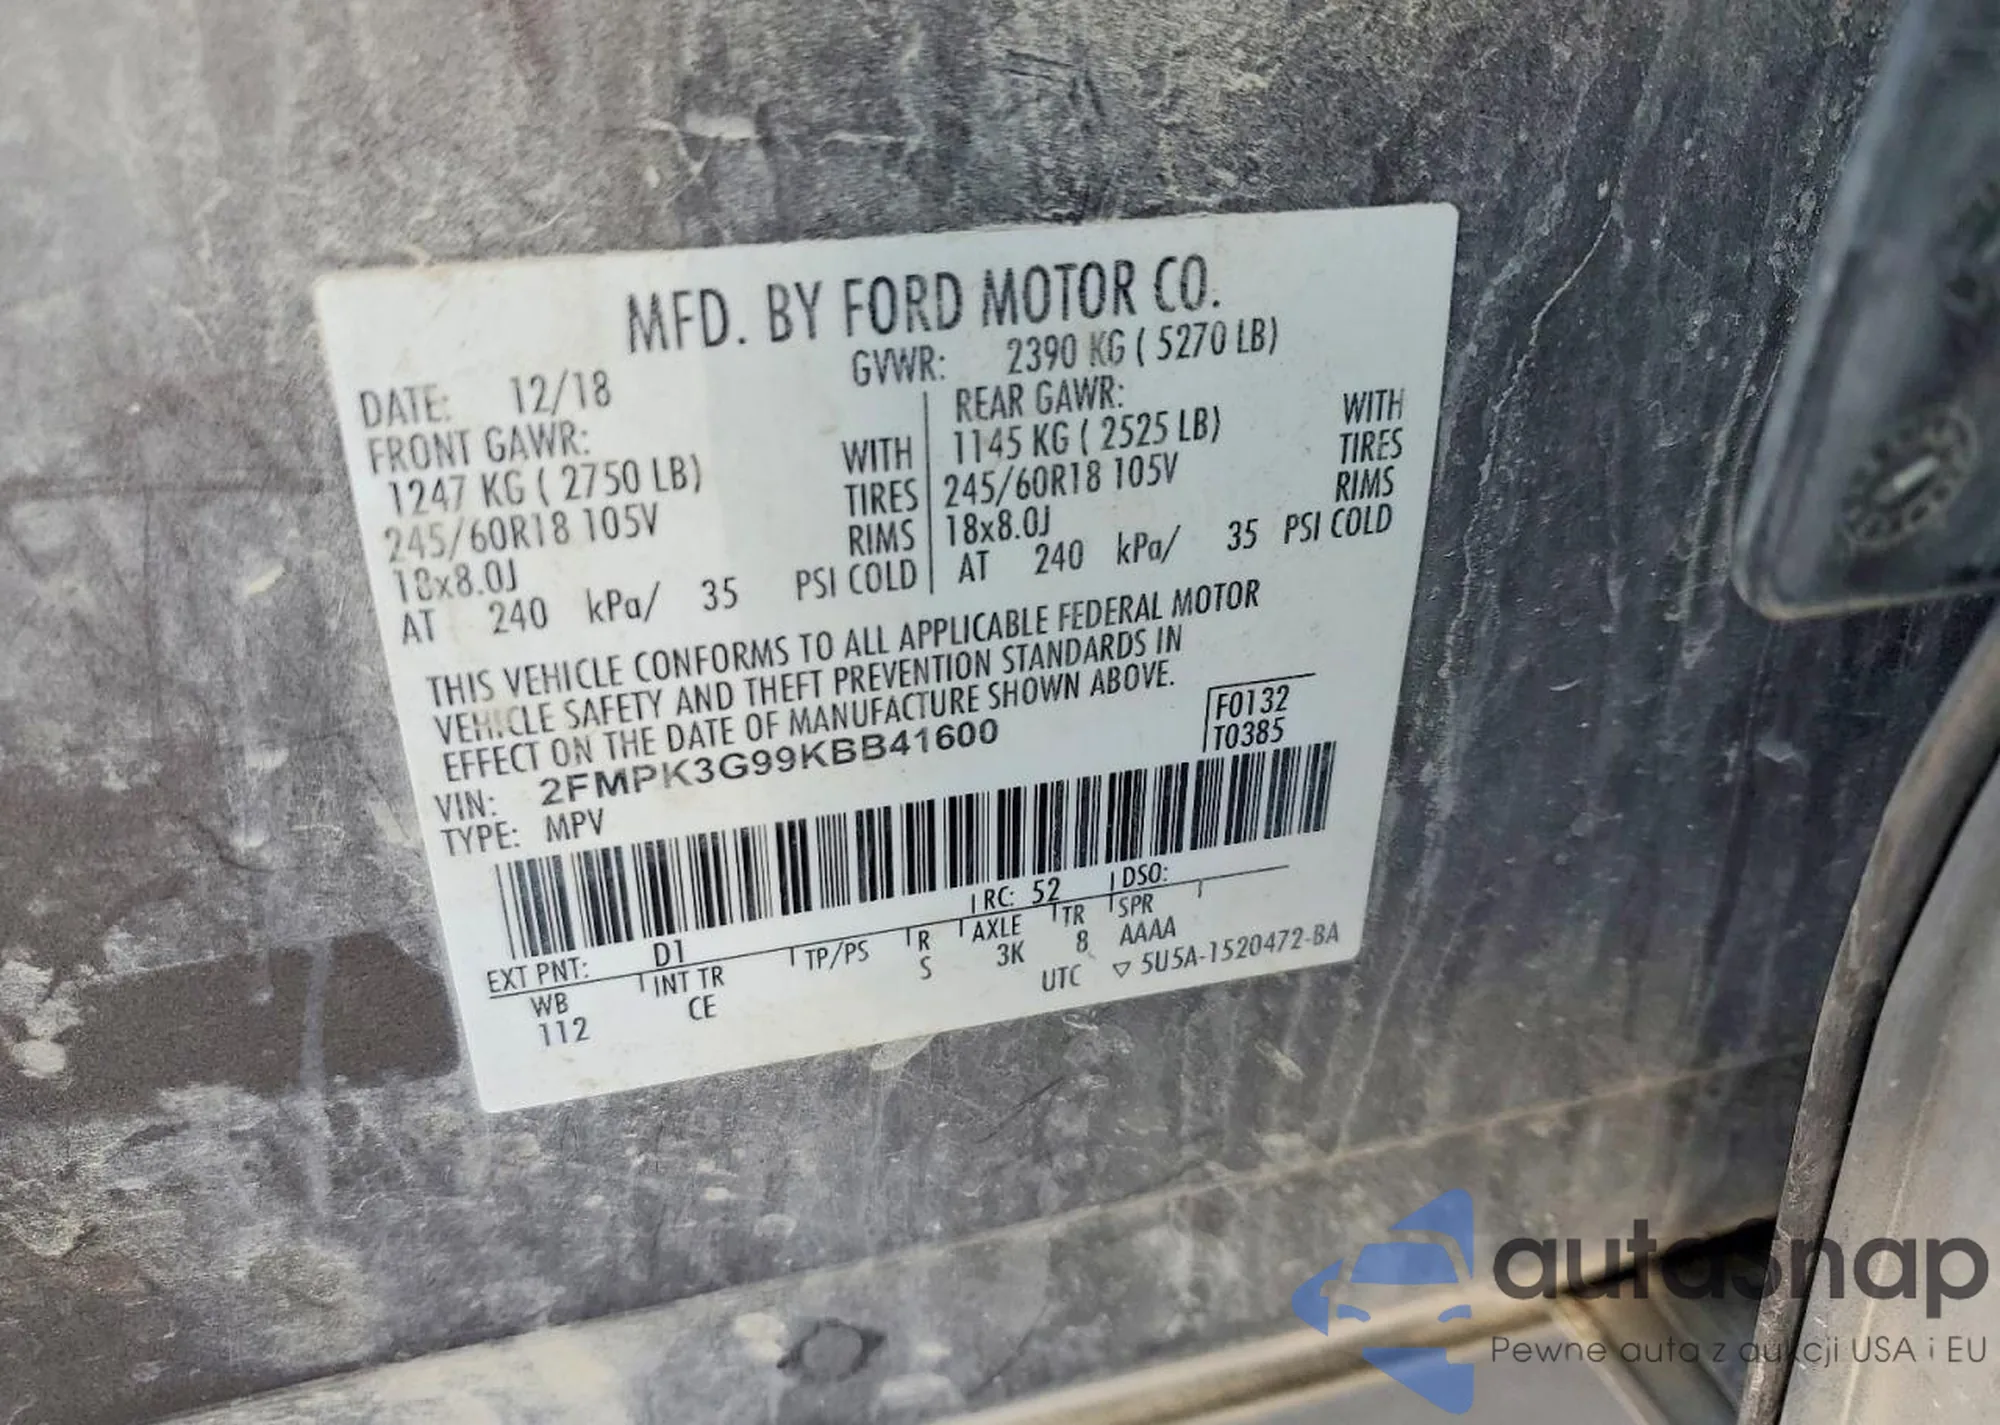 MFD. BY FORD MOTOR CO.
DATE: 12/18 GVWR: 2390 KG ( 5270 LB)
FRONT GAWR: REAR GAWR:
1247 KG ( 2750 LB) WITH 1145 KG ( 2525 LB) WITH
245/60R18 105V TIRES 245/60R18 105V TIRES
18x8.0J RIMS 18x8.0J RIMS
AT 240 kPa/ 35 PSI COLD AT 240 kPa/ 35 PSI COLD
THIS VEHICLE CONFORMS TO ALL APPLICABLE FEDERAL MOTOR
VEHICLE SAFETY AND THEFT PREVENTION STANDARDS IN
EFFECT ON THE DATE OF MANUFACTURE SHOWN ABOVE.
VIN: 2FMPK3G99KBB41600 F0132
TYPE: MPV T0385
EXT PNT: D1 RC: 52 DSO:
WB INT TR TP/PS R AXLE TR SPR
112 CE S 3K 8 AAAA
UTC ▽ 5U5A-1520472-BA
autasnap
Pewne auta z aukcji USA i EU